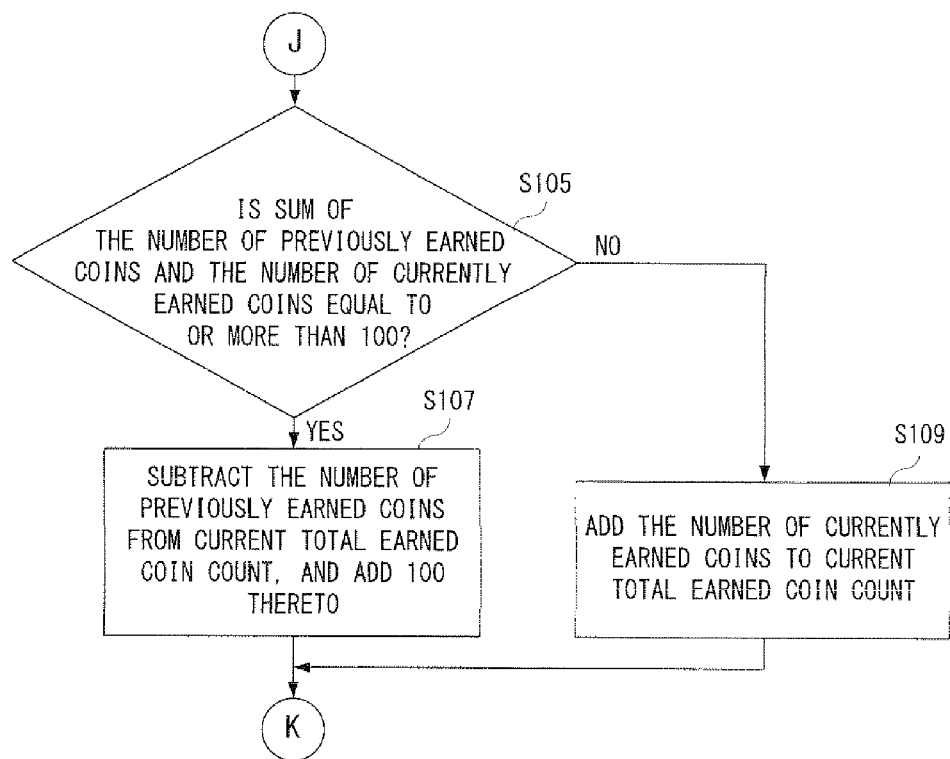 J
S105
IS SUM OF
THE NUMBER OF PREVIOUSLY EARNED
COINS AND THE NUMBER OF CURRENTLY
EARNED COINS EQUAL TO
OR MORE THAN 100?
NO
YES
S107
SUBTRACT THE NUMBER OF
PREVIOUSLY EARNED COINS
FROM CURRENT TOTAL EARNED
COIN COUNT, AND ADD 100
THERETO
S109
ADD THE NUMBER OF CURRENTLY
EARNED COINS TO CURRENT
TOTAL EARNED COIN COUNT
K